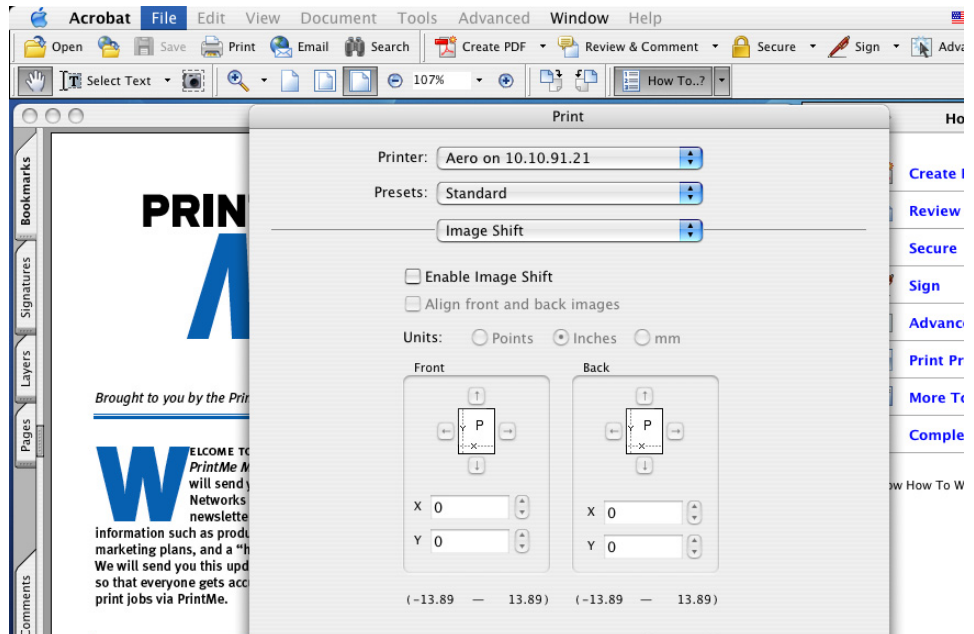 Acrobat File Edit View Document Tools Advanced Window Help
Open Save Print Email Search Create PDF Review & Comment Secure Sign
Select Text 107% How To..?
Print
Printer: Aero on 10.10.91.21
Presets: Standard
Image Shift
Enable Image Shift
Align front and back images
Units: Points Inches mm
Front Back
P P
Y X Y X
X 0 X 0
Y 0 Y 0
(-13.89 — 13.89) (-13.89 — 13.89)
Bookmarks
Signatures
Layers
Pages
Comments
PRIN
Brought to you by the Prin
WELCOME TO
PrintMe M
will send y
Networks
newslette
information such as produ
marketing plans, and a “h
We will send you this upd
so that everyone gets acc
print jobs via PrintMe.
Ho
Create
Review
Secure
Sign
Advance
Print Pr
More To
Comple
ow How To W